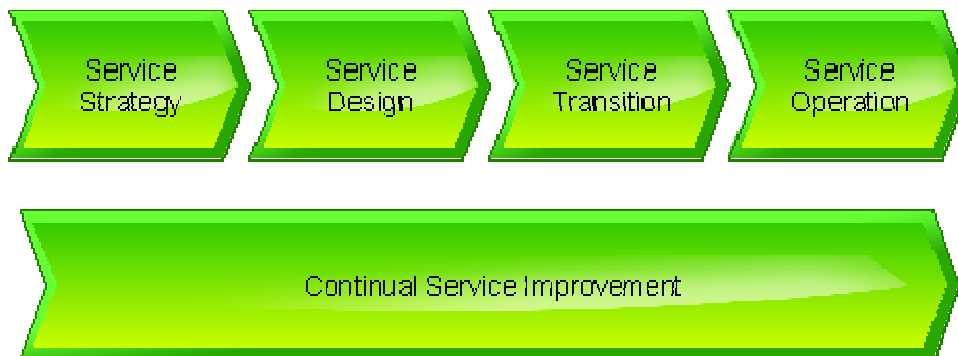 Service
Strategy
Service
Design
Service
Transition
Service
Operation
Continual Service Improvement